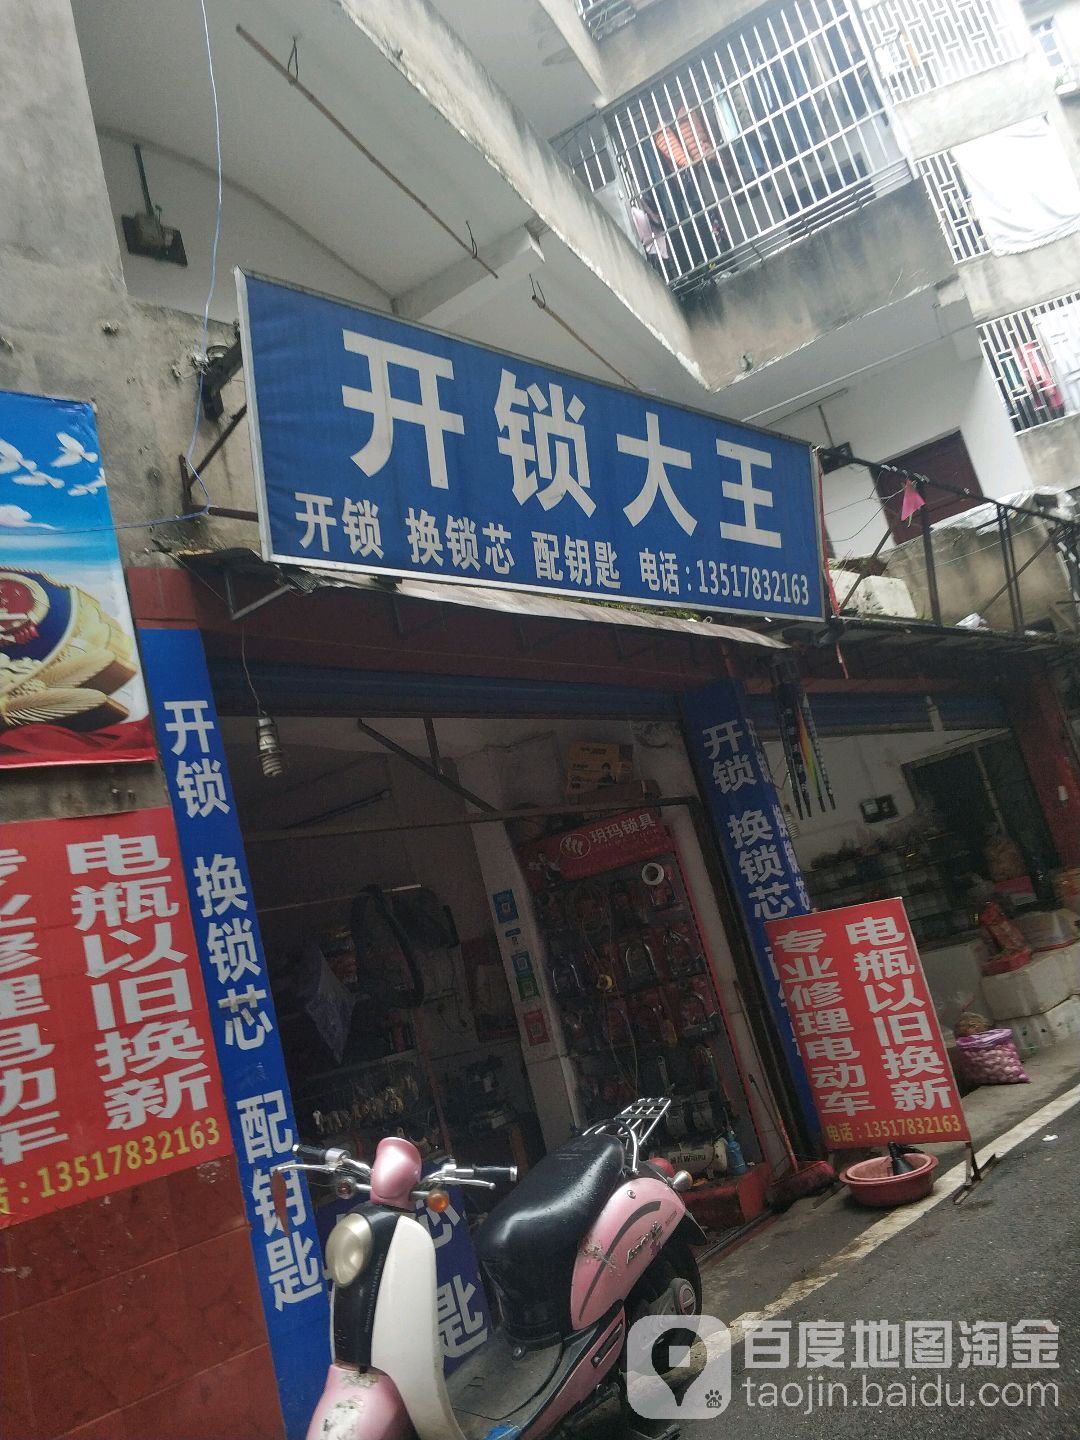 开锁大王
开锁 换锁芯 配钥匙 电话：13517832163
开锁 换锁芯 配钥匙
电瓶以旧换新
专业修理电动车
13517832163
玥玛锁具
开锁 换锁芯
电瓶以旧换新
专业修理电动车
电话：13517832163
芯
匙
百度地图淘金
taojin.baidu.com